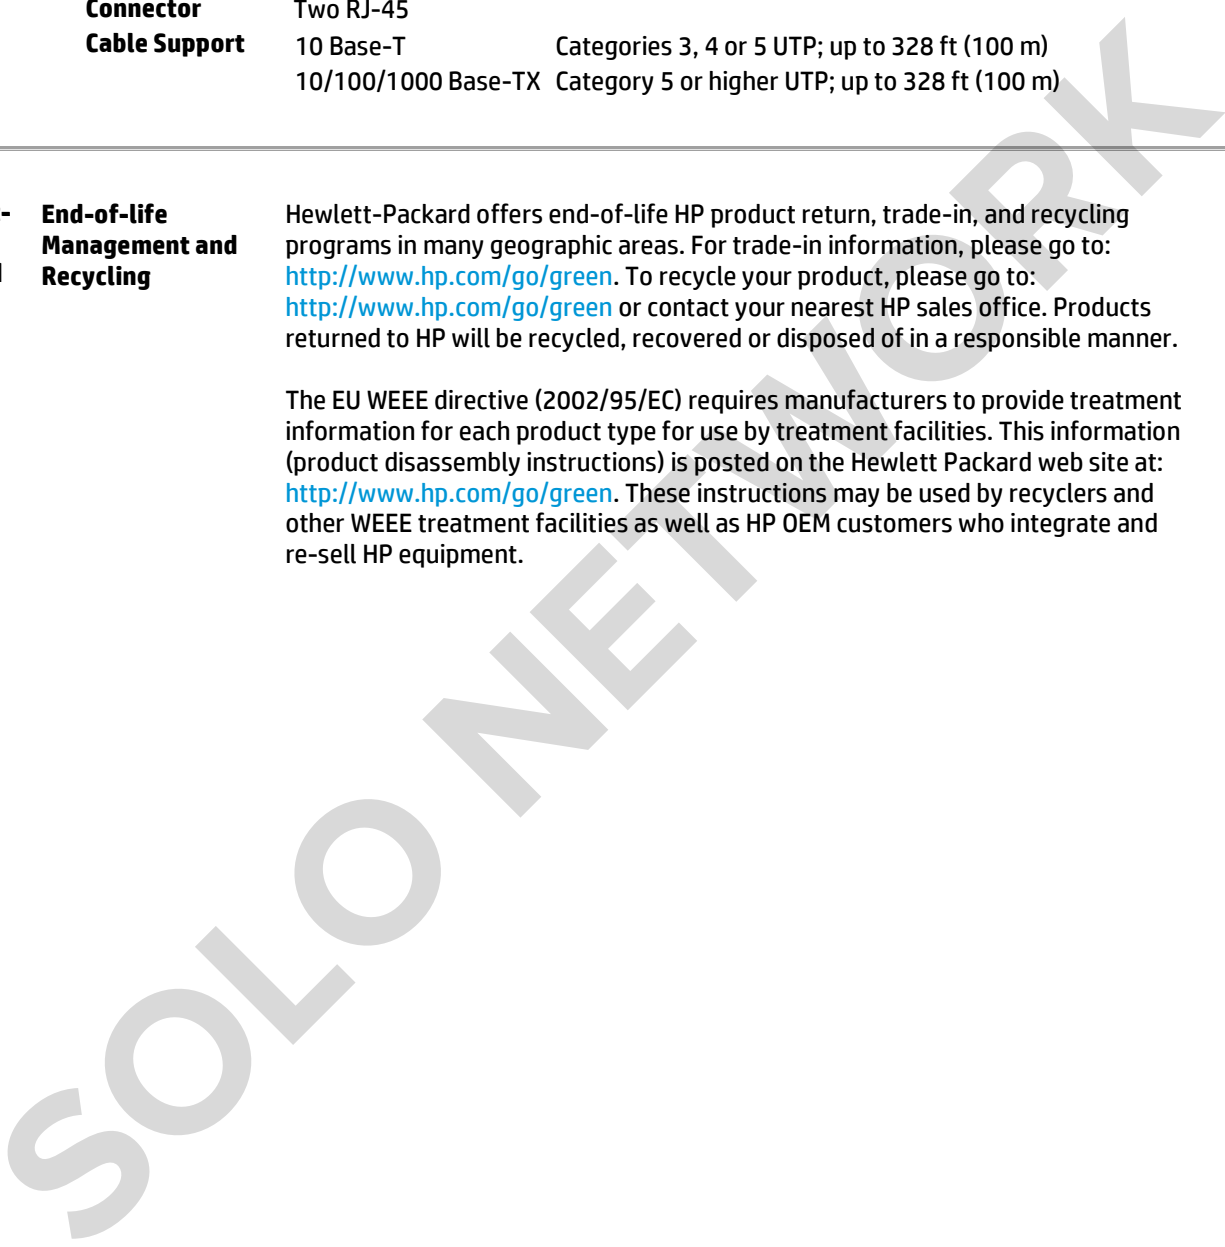 Connector Two RJ-45
Cable Support 10 Base-T Categories 3, 4 or 5 UTP; up to 328 ft (100 m)
10/100/1000 Base-TX Category 5 or higher UTP; up to 328 ft (100 m)
End-of-life
Management and
Recycling
Hewlett-Packard offers end-of-life HP product return, trade-in, and recycling
programs in many geographic areas. For trade-in information, please go to:
http://www.hp.com/go/green. To recycle your product, please go to:
http://www.hp.com/go/green or contact your nearest HP sales office. Products
returned to HP will be recycled, recovered or disposed of in a responsible manner.
The EU WEEE directive (2002/95/EC) requires manufacturers to provide treatment
information for each product type for use by treatment facilities. This information
(product disassembly instructions) is posted on the Hewlett Packard web site at:
http://www.hp.com/go/green. These instructions may be used by recyclers and
other WEEE treatment facilities as well as HP OEM customers who integrate and
re-sell HP equipment.
SOLO NETWORK